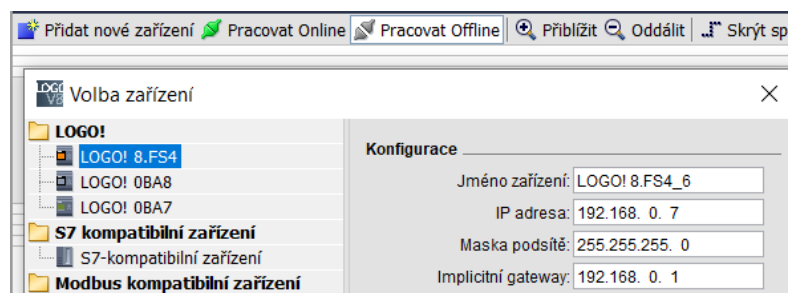 Přidat nové zařízení Pracovat Online Pracovat Offline Přiblížit Oddálit Skrýt sp
Volba zařízení
LOGO!
LOGO! 8.FS4
LOGO! 0BA8
LOGO! 0BA7
S7 kompatibilní zařízení
S7-kompatibilní zařízení
Modbus kompatibilní zařízení
Konfigurace
Jméno zařízení: LOGO! 8.FS4_6
IP adresa: 192.168. 0. 7
Maska podsítě: 255.255.255. 0
Implicitní gateway: 192.168. 0. 1